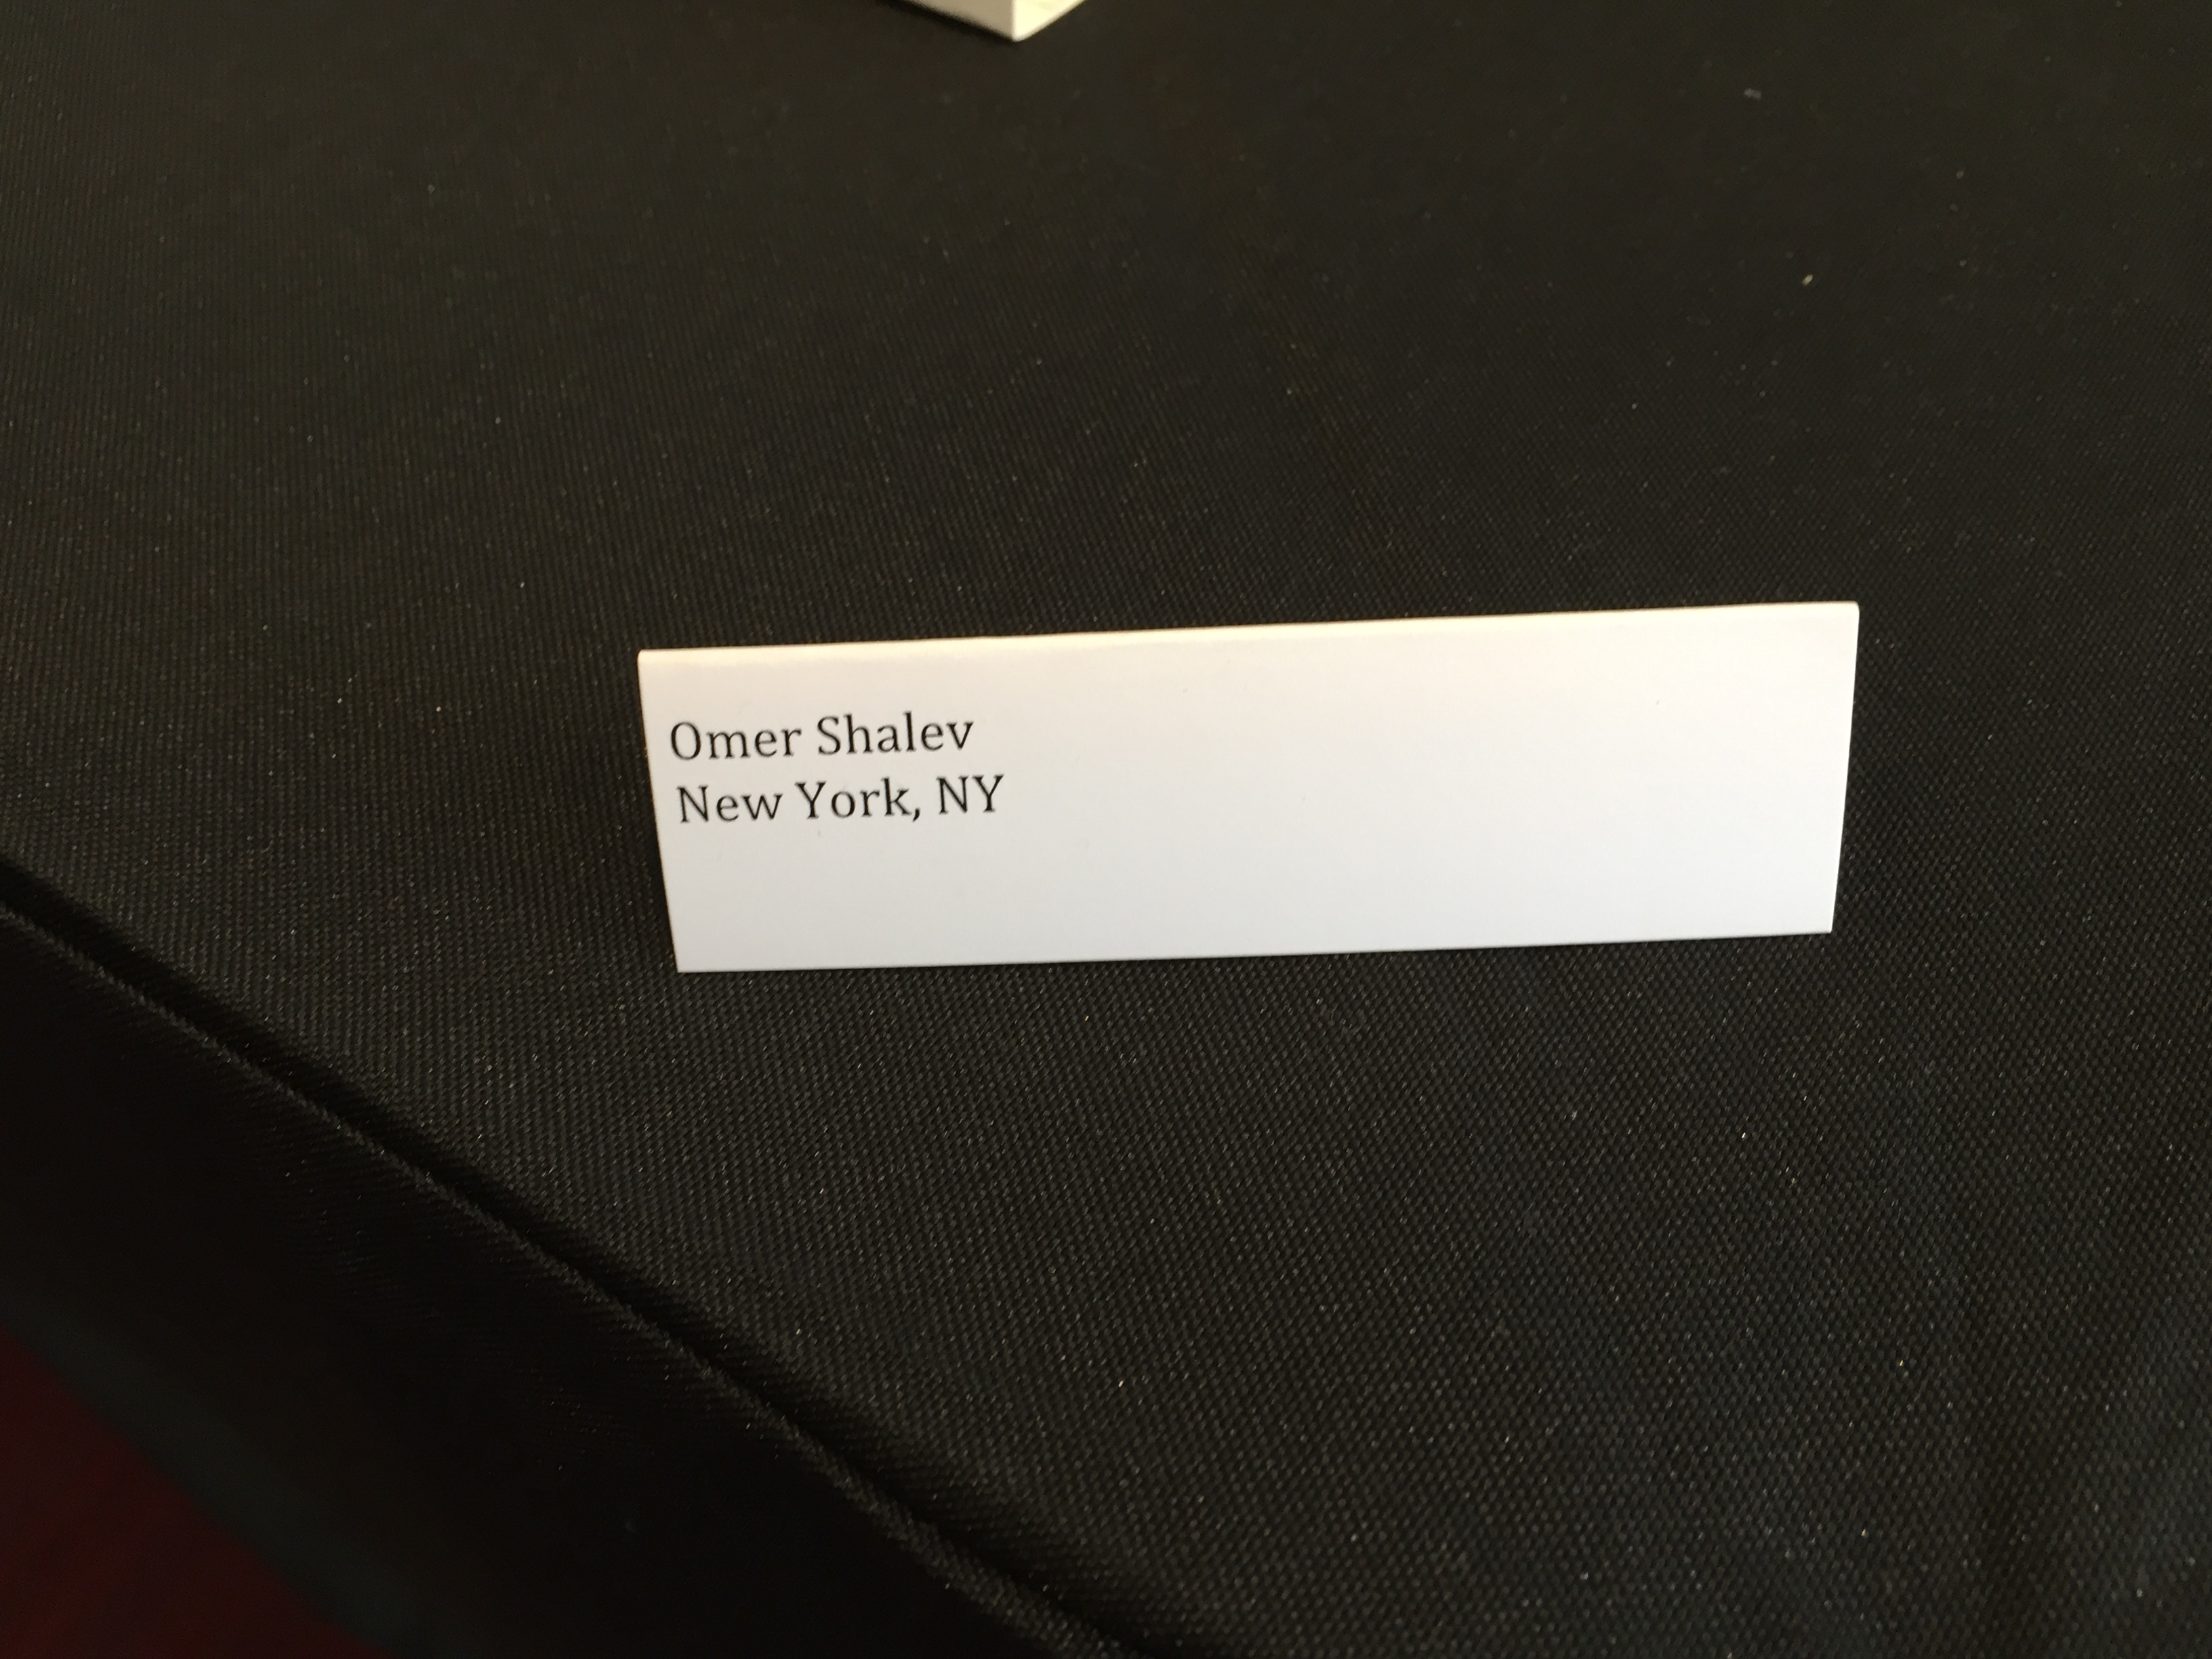 Omer Shalev
New York, NY